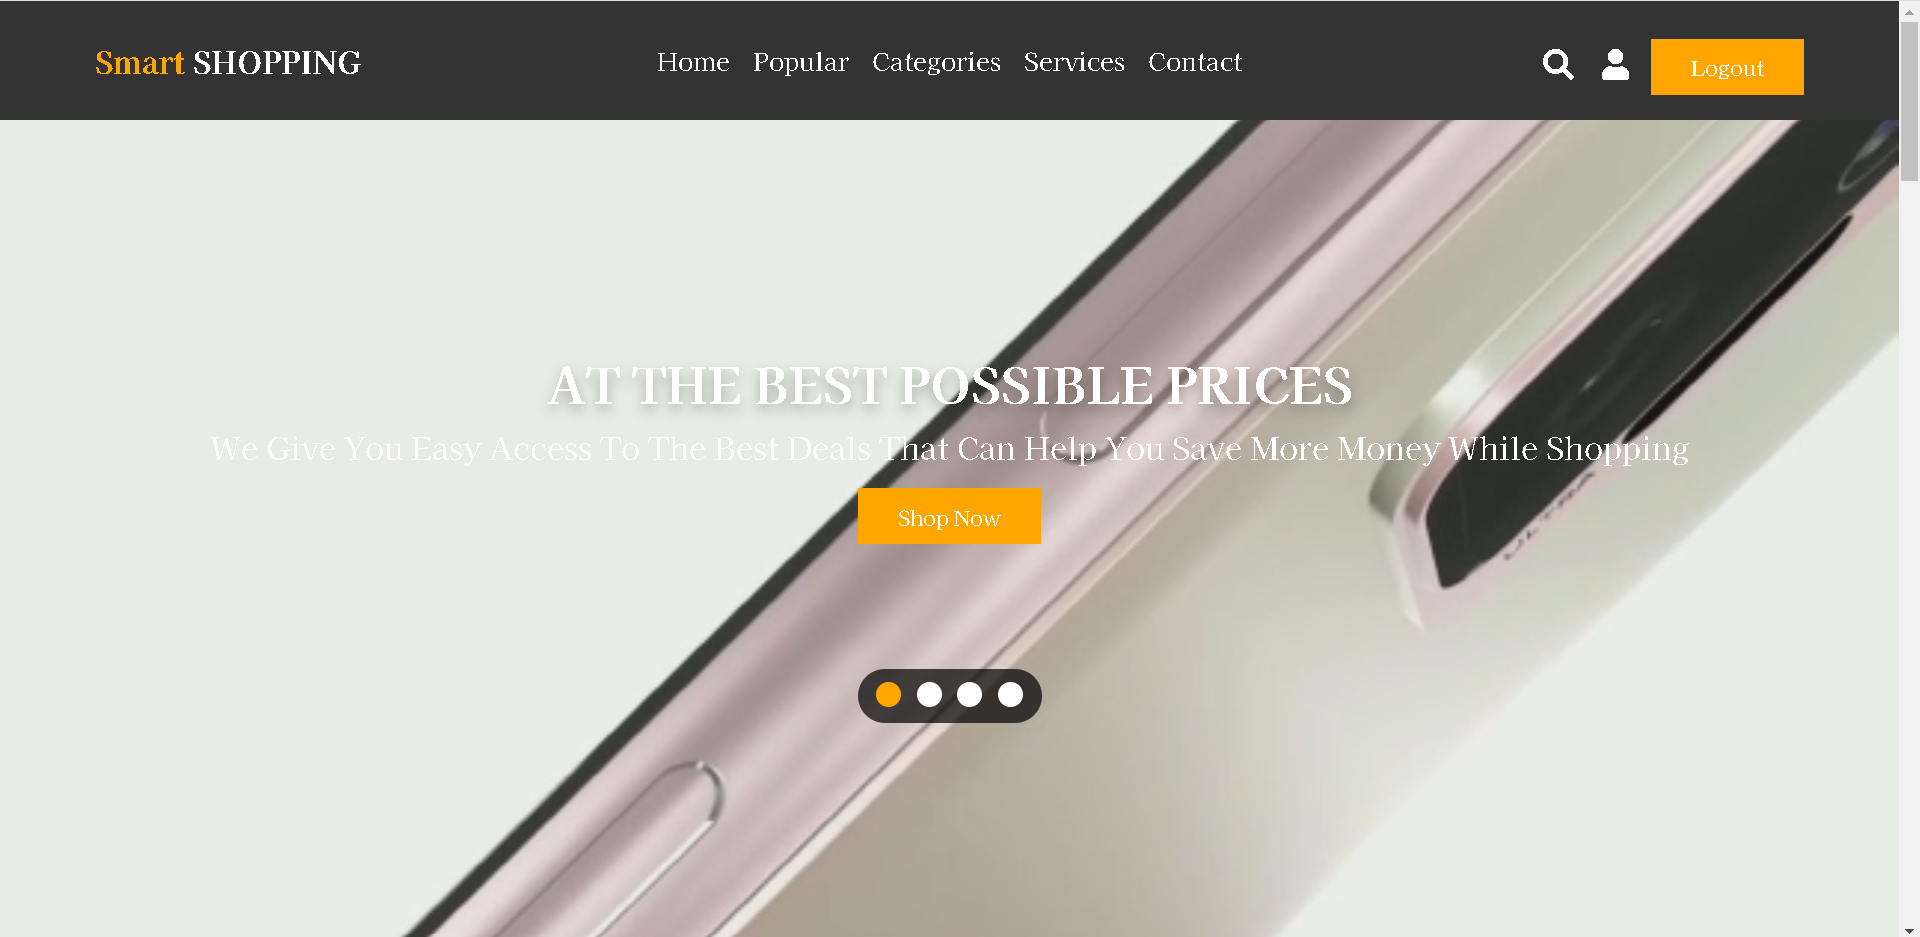 Smart SHOPPING
Home Popular Categories Services Contact
Logout
AT THE BEST POSSIBLE PRICES
We Give You Easy Access To The Best Deals That Can Help You Save More Money While Shopping
Shop Now
ULTRA